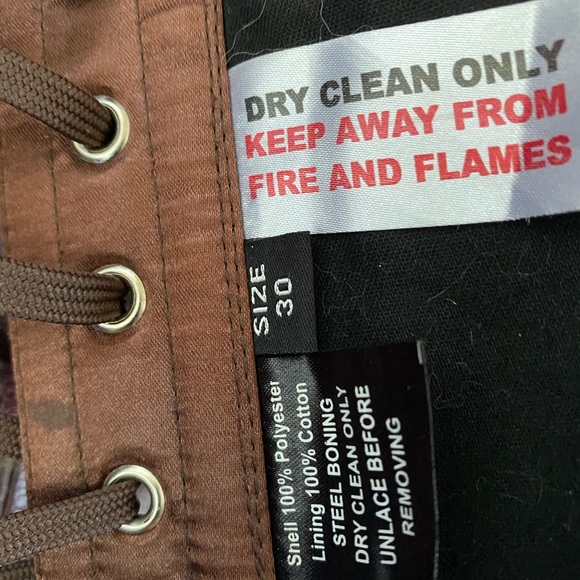 DRY CLEAN ONLY
KEEP AWAY FROM
FIRE AND FLAMES
SIZE
30
Shell 100% Polyester
Lining 100% Cotton
STEEL BONING
DRY CLEAN ONLY
UNLACE BEFORE
REMOVING